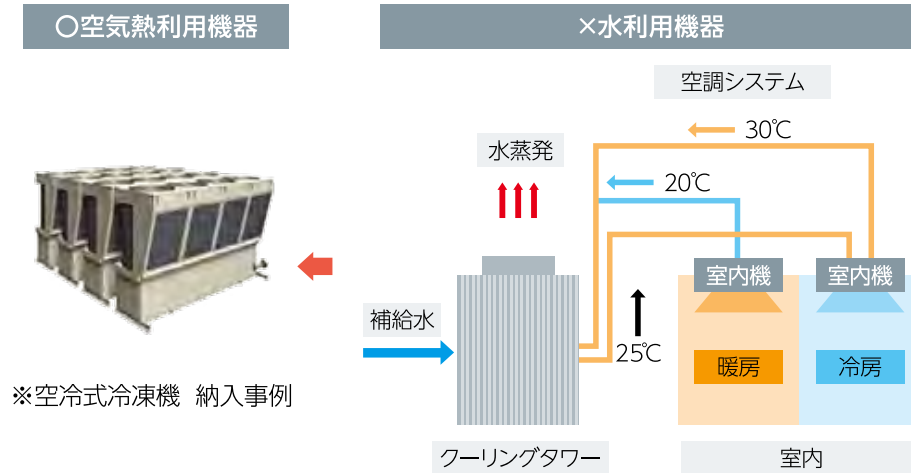 〇空気熱利用機器
×水利用機器
空調システム
30℃
水蒸発
20℃
室内機
室内機
補給水
25℃
暖房
冷房
※空冷式冷凍機 納入事例
クーリングタワー
室内